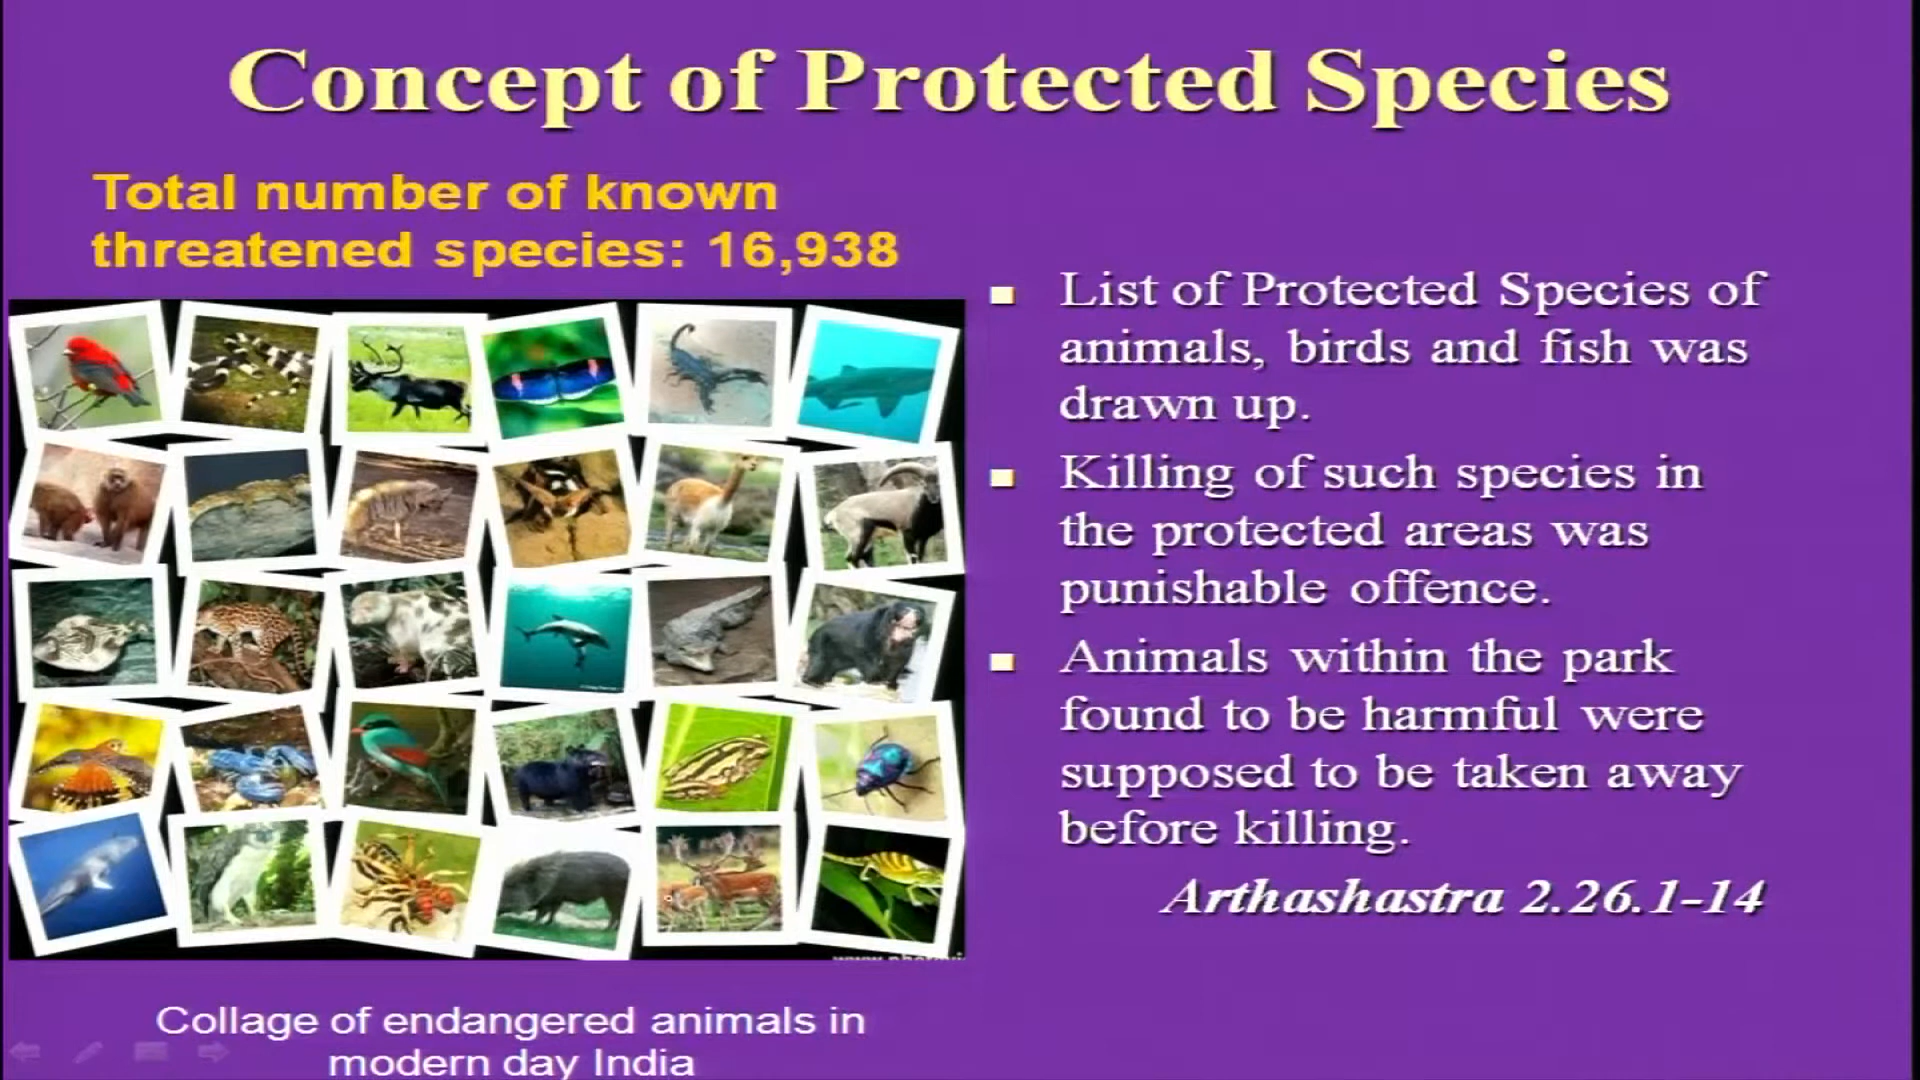 Concept of Protected Species
Total number of known
threatened species: 16,938
List of Protected Species of
animals, birds and fish was
drawn up.
Killing of such species in
the protected areas was
punishable offence.
Animals within the park
found to be harmful were
supposed to be taken away
before killing.
Arthashastra 2.26.1-14
Collage of endangered animals in
modern day India